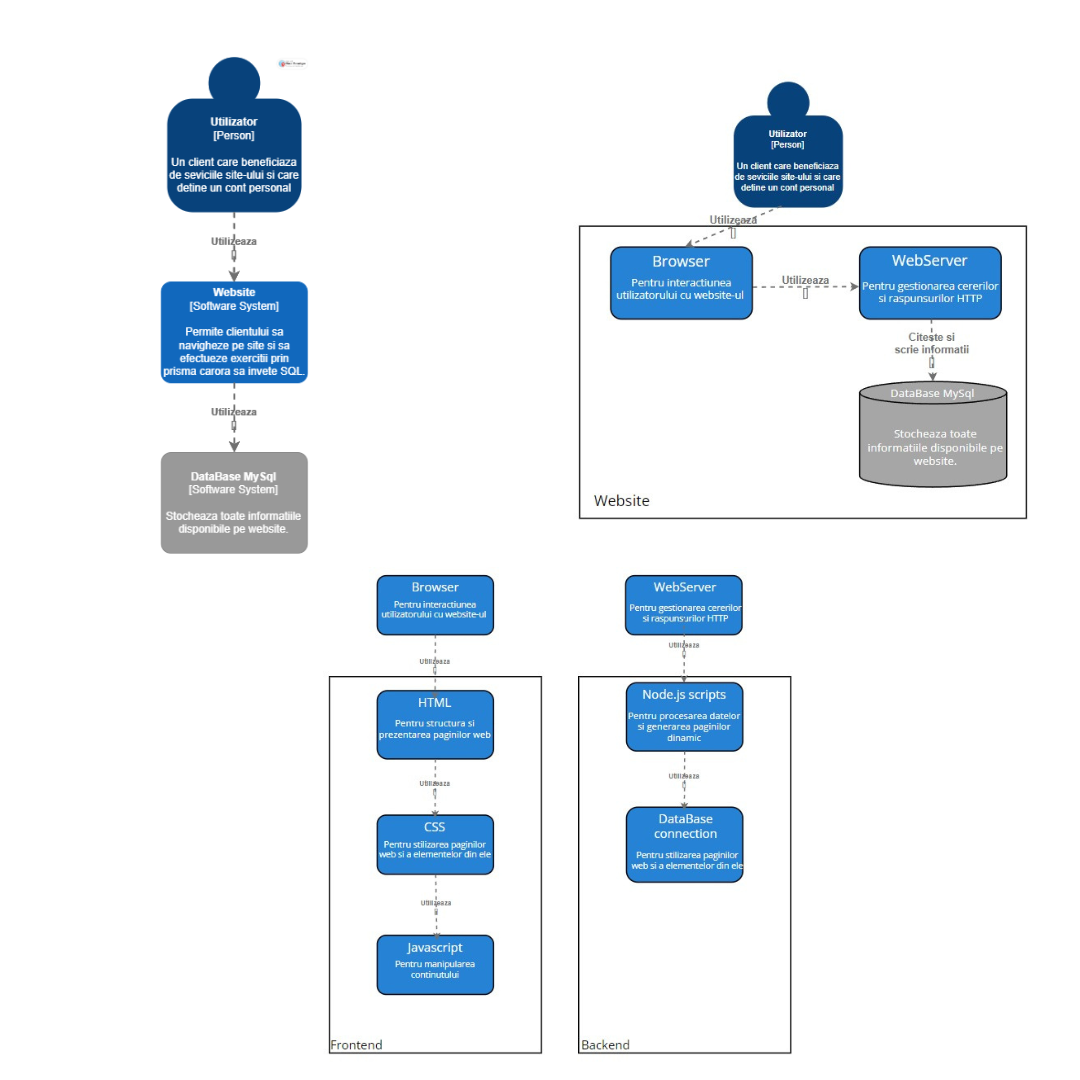 Utilizator
[Person]
Un client care beneficiaza
de seviciile site-ului si care
detine un cont personal
Utilizeaza
Website
[Software System]
Permite clientului sa
navigheze pe site si sa
efectueze exercitii prin
prisma carora sa invete SQL.
Utilizeaza
DataBase MySql
[Software System]
Stocheaza toate informatiile
disponibile pe website.
Utilizator
[Person]
Un client care beneficiaza
de seviciile site-ului si care
detine un cont personal
Utilizeaza
Browser
Pentru interactiunea
utilizatorului cu website-ul
Utilizeaza
WebServer
Pentru gestionarea cererilor
si raspunsurilor HTTP
Citeste si
scrie informatii
DataBase MySql
Stocheaza toate
informatiile disponibile pe
website.
Website
Browser
Pentru interactiunea
utilizatorului cu website-ul
Utilizeaza
HTML
Pentru structura si
prezentarea paginilor web
Utilizeaza
CSS
Pentru stilizarea paginilor
web si a elementelor din ele
Utilizeaza
Javascript
Pentru manipularea
continutului
Frontend
WebServer
Pentru gestionarea cererilor
si raspunsurilor HTTP
Utilizeaza
Node.js scripts
Pentru procesarea datelor
si generarea paginilor
dinamic
Utilizeaza
DataBase
connection
Pentru stilizarea paginilor
web si a elementelor din ele
Backend